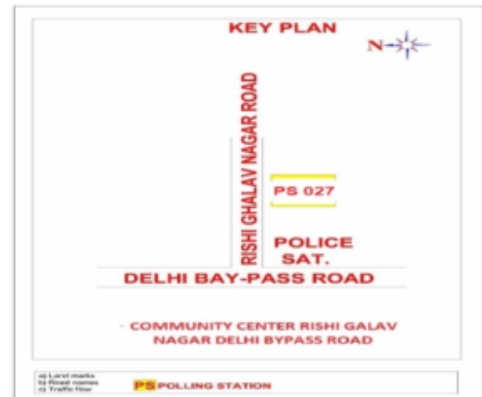 KEY PLAN
N
RISHI GHALAV NAGAR ROAD
PS 027
POLICE
SAT.
DELHI BAY-PASS ROAD
COMMUNITY CENTER RISHI GALAV
NAGAR DELHI BYPASS ROAD
a) Land marks
b) Road names
c) Traffic flow
PS POLLING STATION